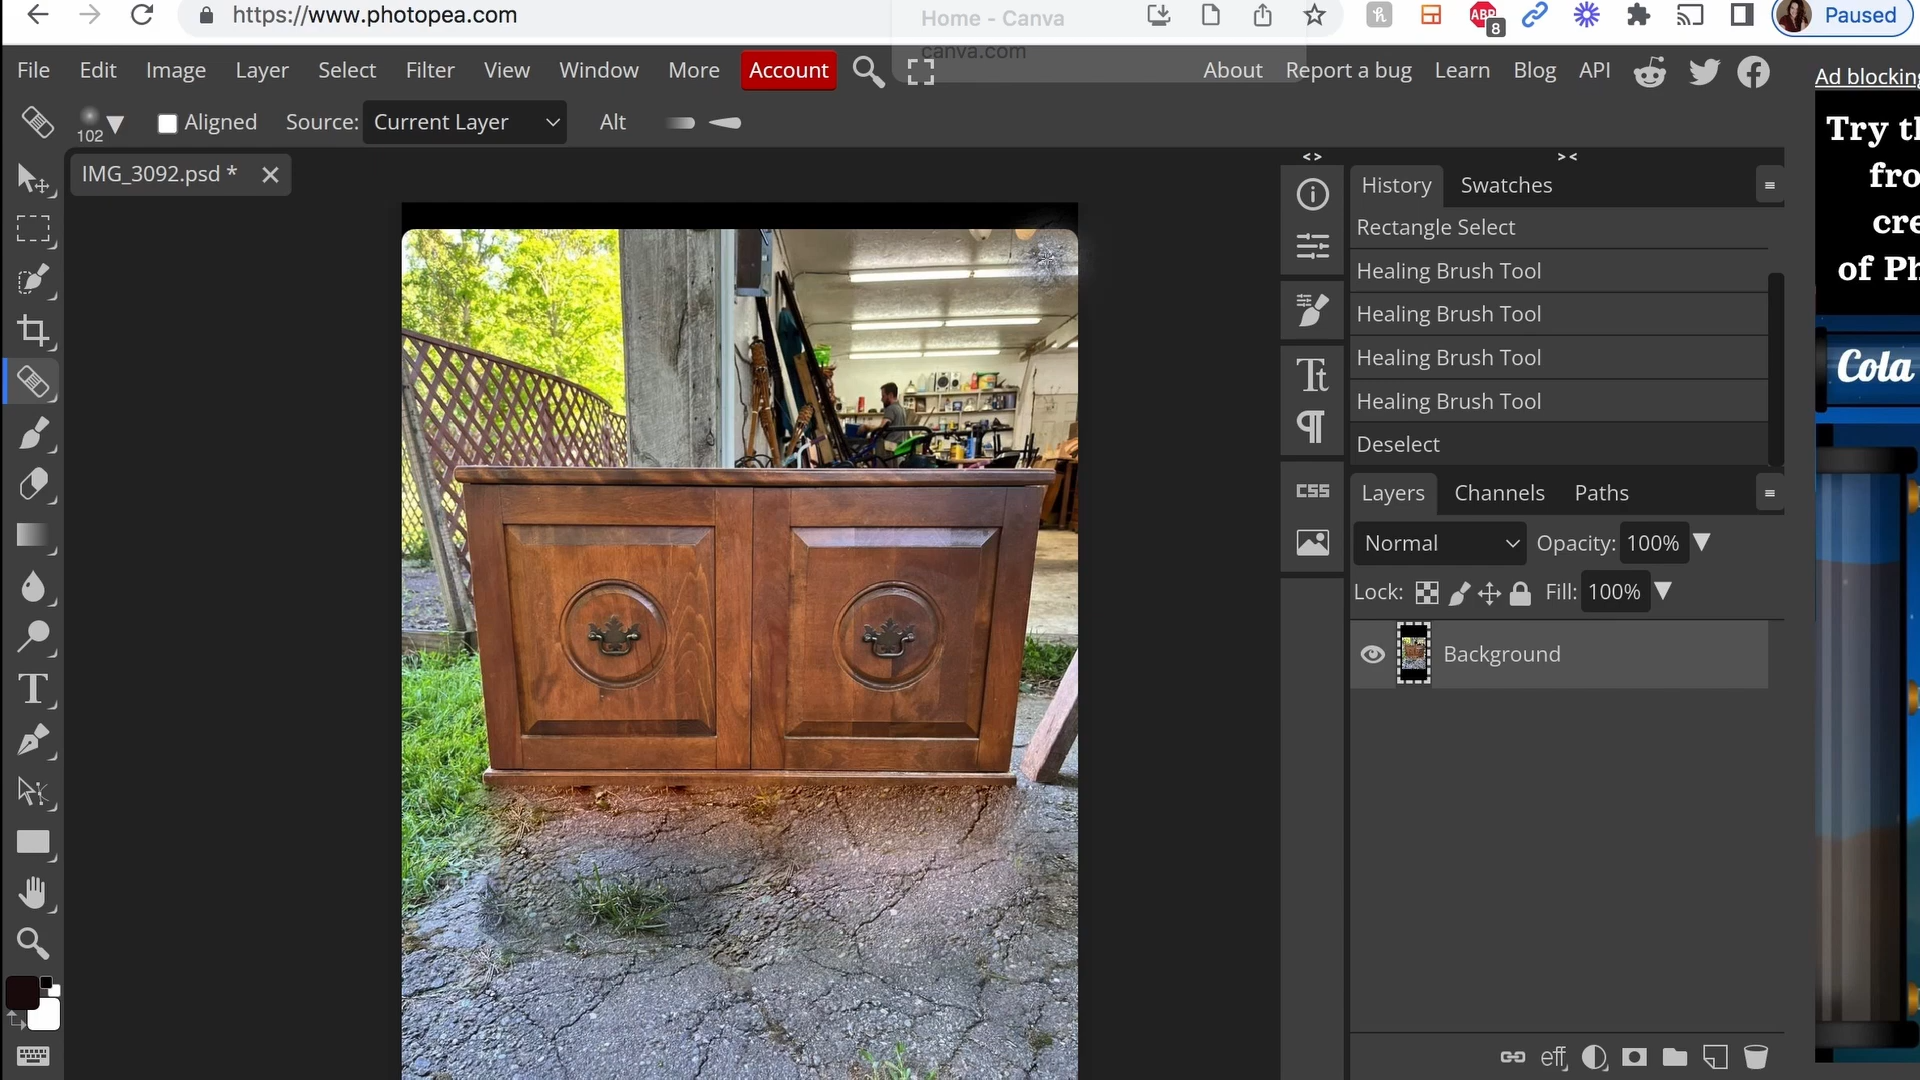 https://www.photopea.com
Home - Canva
canva.com
ABP
8
Paused
File Edit Image Layer Select Filter View Window More Account About Report a bug Learn Blog API
Ad blocking
102 Aligned Source: Current Layer Alt
Try th
IMG_3092.psd *
fro
History Swatches
cre
Rectangle Select
of Ph
Healing Brush Tool
Healing Brush Tool
Healing Brush Tool
Cola
Healing Brush Tool
Deselect
CSS
Layers Channels Paths
Normal Opacity: 100%
Lock: Fill: 100%
Background
eff